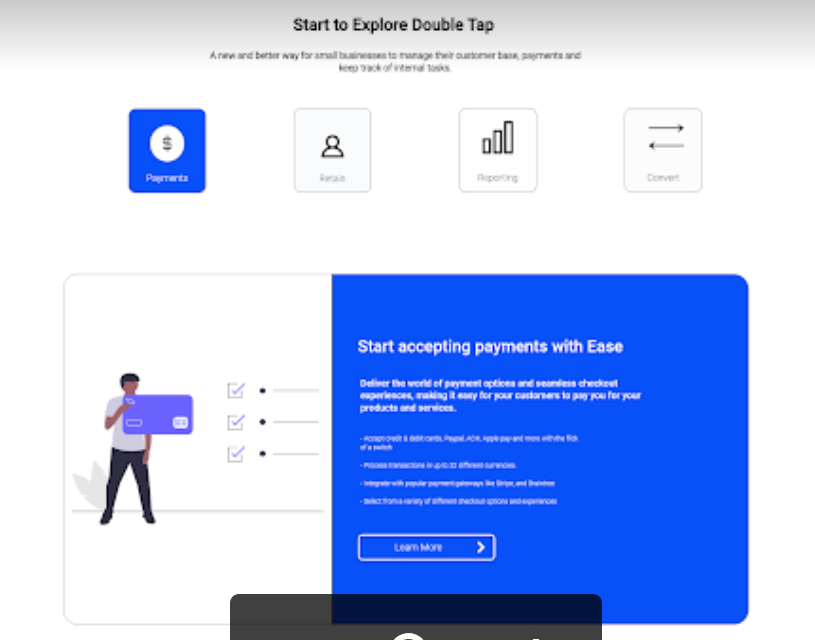 Start to Explore Double Tap
A new and better way for small businesses to manage their customer base, payments and
keep track of internal tasks.
$
Payments
Retain
Reporting
Convert
Start accepting payments with Ease
Deliver the world of payment options and seamless checkout
experiences, making it easy for your customers to pay you for your
products and services.
- Accept credit & debit cards, Paypal, ACH, Apple pay and more with the flick
of a switch
- Process transactions in up to 32 different currencies.
- Integrate with popular payment gateways like Stripe, and Braintree
- Select from a variety of different checkout options and experiences
Learn More